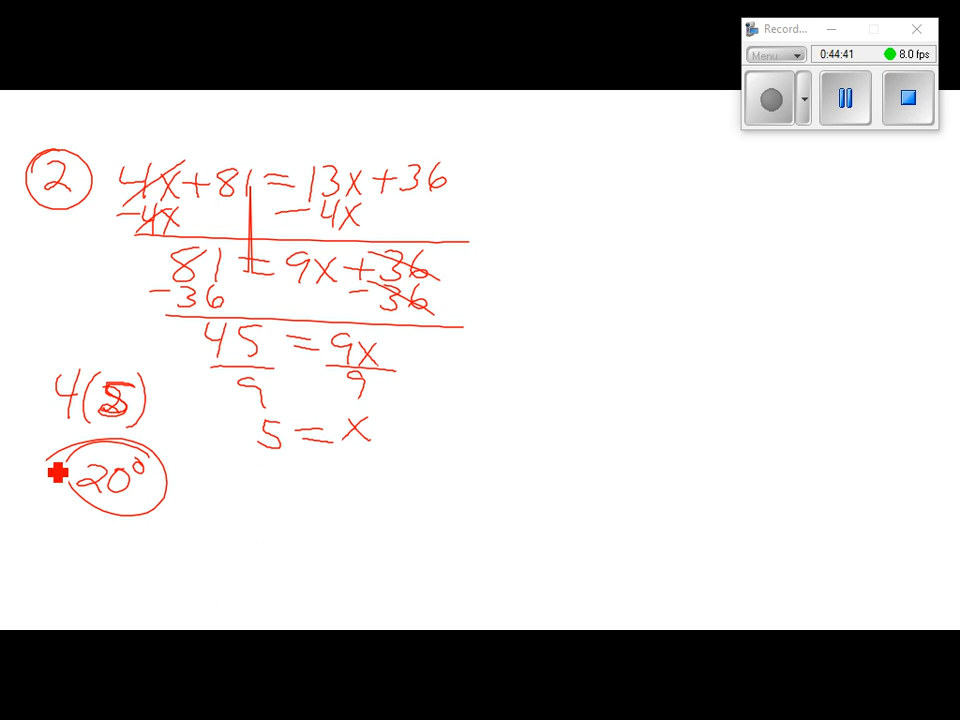 Record...
Menu 0:44:41 8.0 fps
2 4x+81=13x+36
-4x -4x
81=9x+36
-36 -36
45=9x
9 9
4(5)
5=x
20°